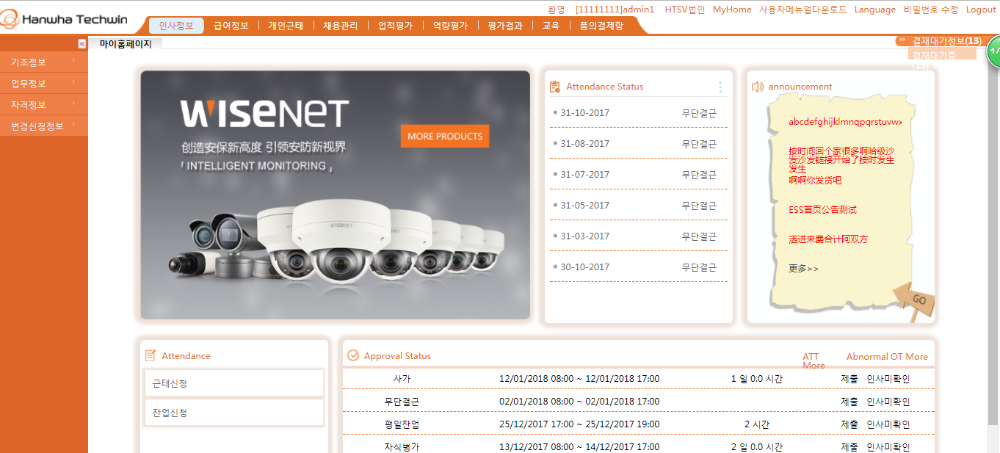 환영 [11111111]admin1 HTSV법인 MyHome 사용자메뉴얼다운로드 Language 비밀번호 수정 Logout
Hanwha Techwin
인사정보 급여정보 개인근태 채용관리 업적평가 역량평가 평가결과 교육 품의결제함
마이홈페이지
결재대기정보(13)
결재대기중
(13)
47
기초정보
업무정보
자격정보
변경신청정보
WISENET
创造安保新高度 引领安防新视界
「 INTELLIGENT MONITORING 」
MORE PRODUCTS
WISENET
Attendance Status
31-10-2017 무단결근
31-08-2017 무단결근
31-07-2017 무단결근
31-05-2017 무단결근
31-03-2017 무단결근
30-10-2017 무단결근
announcement
abcdefghijklmnqpqrstuvwx
按时间回个家很多啊哈级沙
发沙发链接开始了按时发生
发生
啊啊你发货吧
ESS首页公告测试
洒进来费合计阿双方
更多>>
GO
Attendance
근태신청
잔업신청
Approval Status
ATT
More
Abnormal OT More
사가 12/01/2018 08:00 ~ 12/01/2018 17:00 1 일 0.0 시간 제출 인사미확인
무단결근 02/01/2018 08:00 ~ 02/01/2018 17:00 제출 인사미확인
평일잔업 25/12/2017 17:00 ~ 25/12/2017 19:00 2 시간 제출 인사미확인
자식병가 13/12/2017 08:00 ~ 14/12/2017 17:00 2 일 0.0 시간 제출 인사미확인